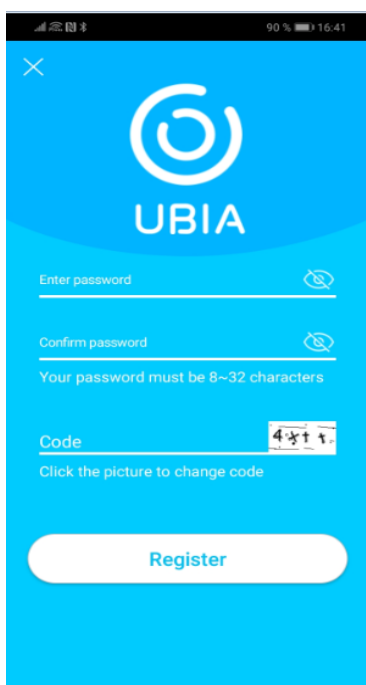 90 % 16:41
UBIA
Enter password
Confirm password
Your password must be 8~32 characters
Code
Click the picture to change code
Register